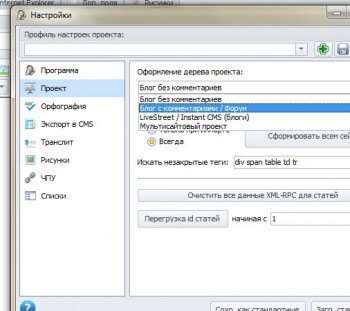 Internet Explorer
Доп. поля
Рисунки
Настройки
Профиль настроек проекта:
Программа
Проект
Орфография
Экспорт в CMS
Транслит
Рисунки
ЧПУ
Списки
Оформление дерева проекта:
Блог без комментариев
Блог без комментариев
Блог с комментариями / Форум
LiveStreet / Instant CMS (блоги)
Мультисайтовый проект
Всегда
Сформировать всем се
Искать незакрытые теги:
div span table td tr
Очистить все данные XML-RPC для статей
Перегрузка id статей
начиная с
1
Сохр. как стандартные
Загр. ста